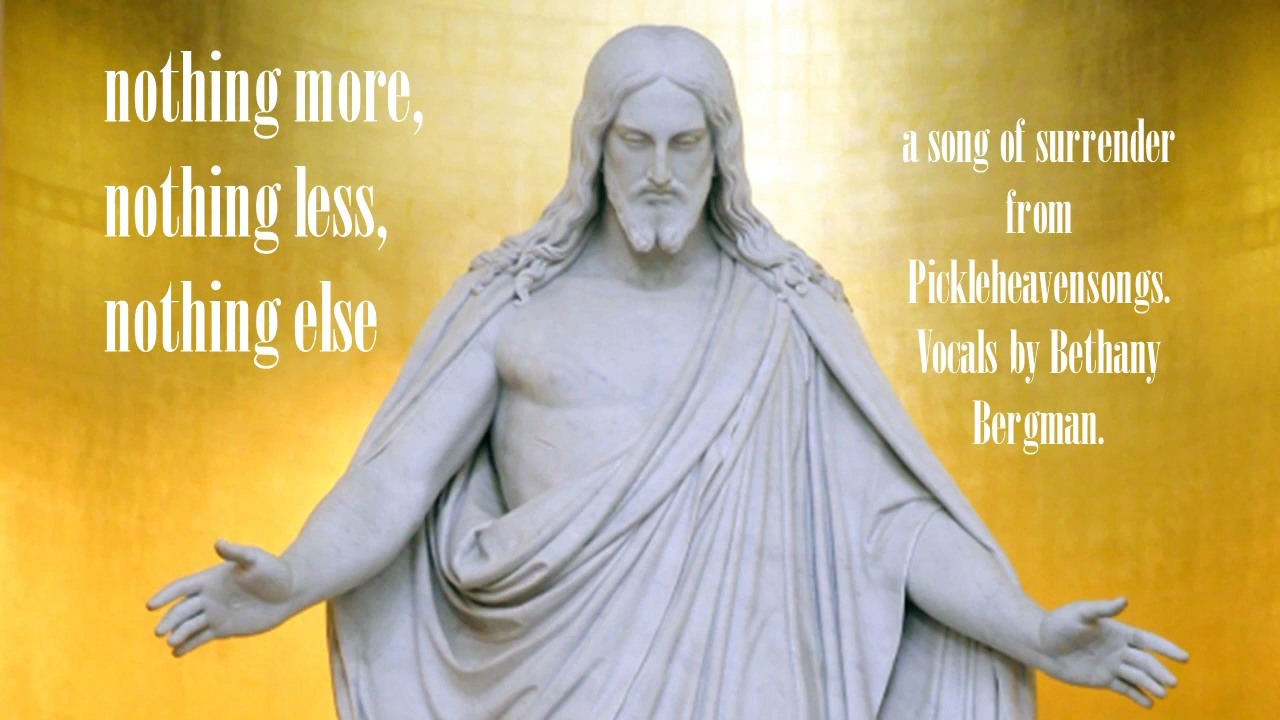 nothing more,
nothing less,
nothing else
a song of surrender
from
Pickleheavensongs.
Vocals by Bethany
Bergman.